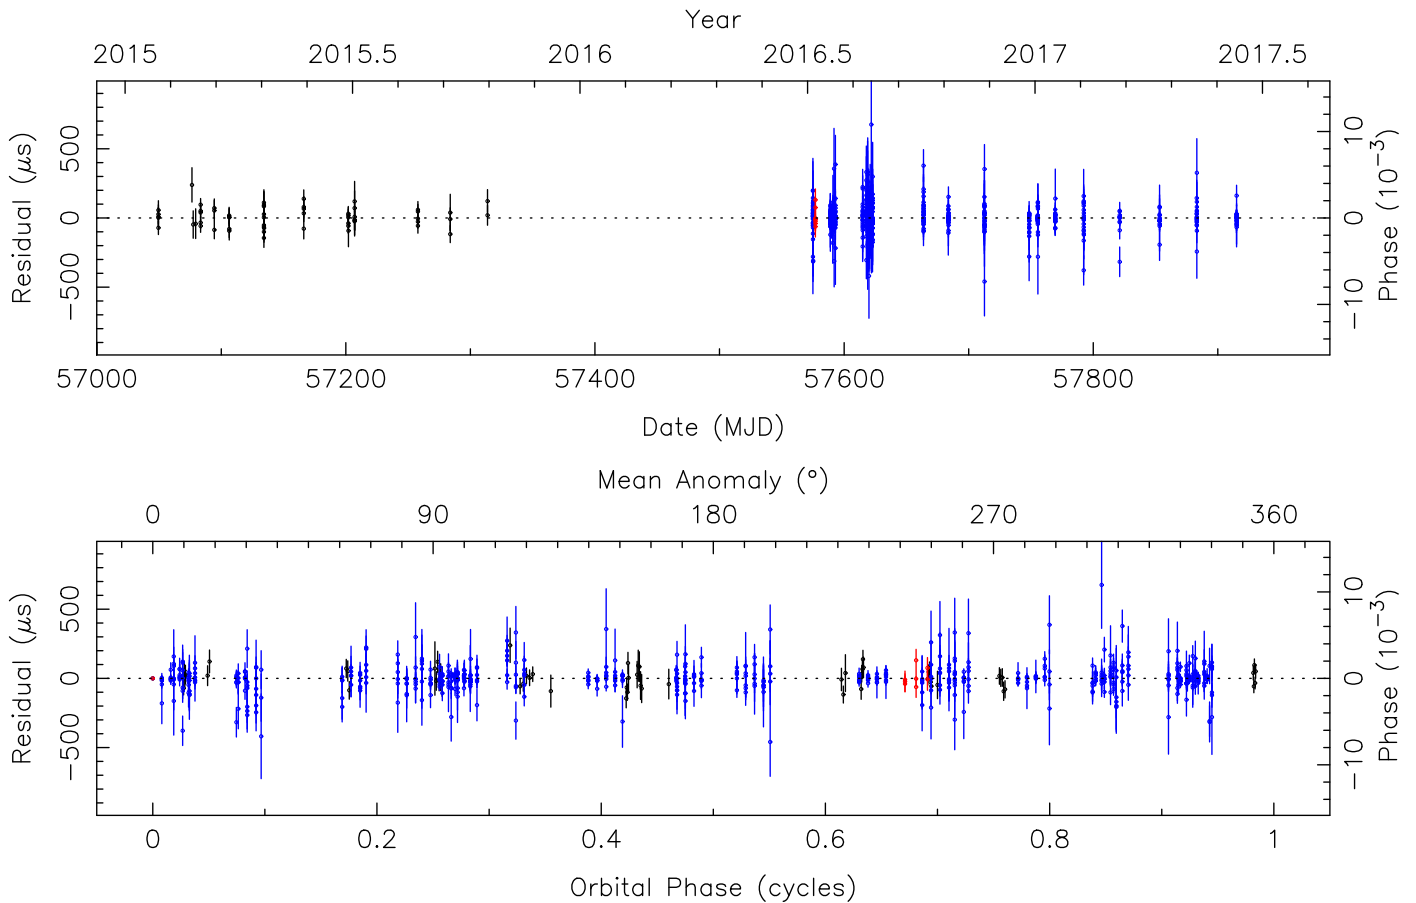 Year
2015 2015.5 2016 2016.5 2017 2017.5
Residual (μs)
500 0 −500
10 0 −10
Phase (10⁻³)
57000 57200 57400 57600 57800
Date (MJD)
Mean Anomaly (°)
0 90 180 270 360
Residual (μs)
500 0 −500
10 0 −10
Phase (10⁻³)
0 0.2 0.4 0.6 0.8 1
Orbital Phase (cycles)